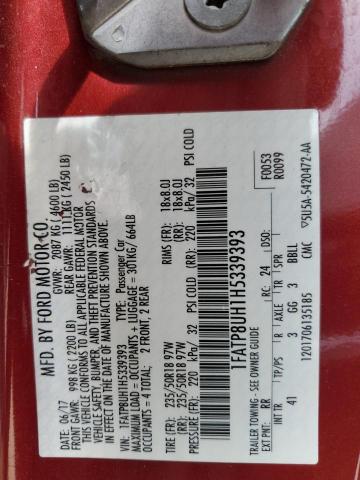 MFD. BY FORD MOTOR CO.
06/17 GVWR: 2087 KG ( 4600 LB)
FRONT GAWR: 998 KG ( 2200 LB) REAR GAWR: 1111 KG ( 2450 LB)
THIS VEHICLE CONFORMS TO ALL APPLICABLE FEDERAL MOTOR
VEHICLE SAFETY, BUMPER, AND THEFT PREVENTION STANDARDS
IN EFFECT ON THE DATE OF MANUFACTURE SHOWN ABOVE.
VIN: 1FATP8UH1H5339393 TYPE: Passenger Car
OCCUPANTS + LUGGAGE = 301KG/ 664LB
OCCUPANTS = 4 TOTAL; 2 FRONT; 2 REAR
TIRE (FR) 235/50R18 97W RIMS (FR) 18x8.0J
(RR) 235/50R18 97W (RR) 18x8.0J
PRESSURE (FR) 220 kPa/ 32 PSI COLD (RR) 220 kPa/ 32 PSI COLD
1FATP8UH1H5339393
F0053
R0099
TRAILER TOWING - SEE OWNER GUIDE
EXT PNT: RR RC: 24 DSO:
INT TR TP/PS R AXLE TR SPR
41 J 3 GG 3 BBLL
12017061351B5 CMC
5U5A-5420472-AA